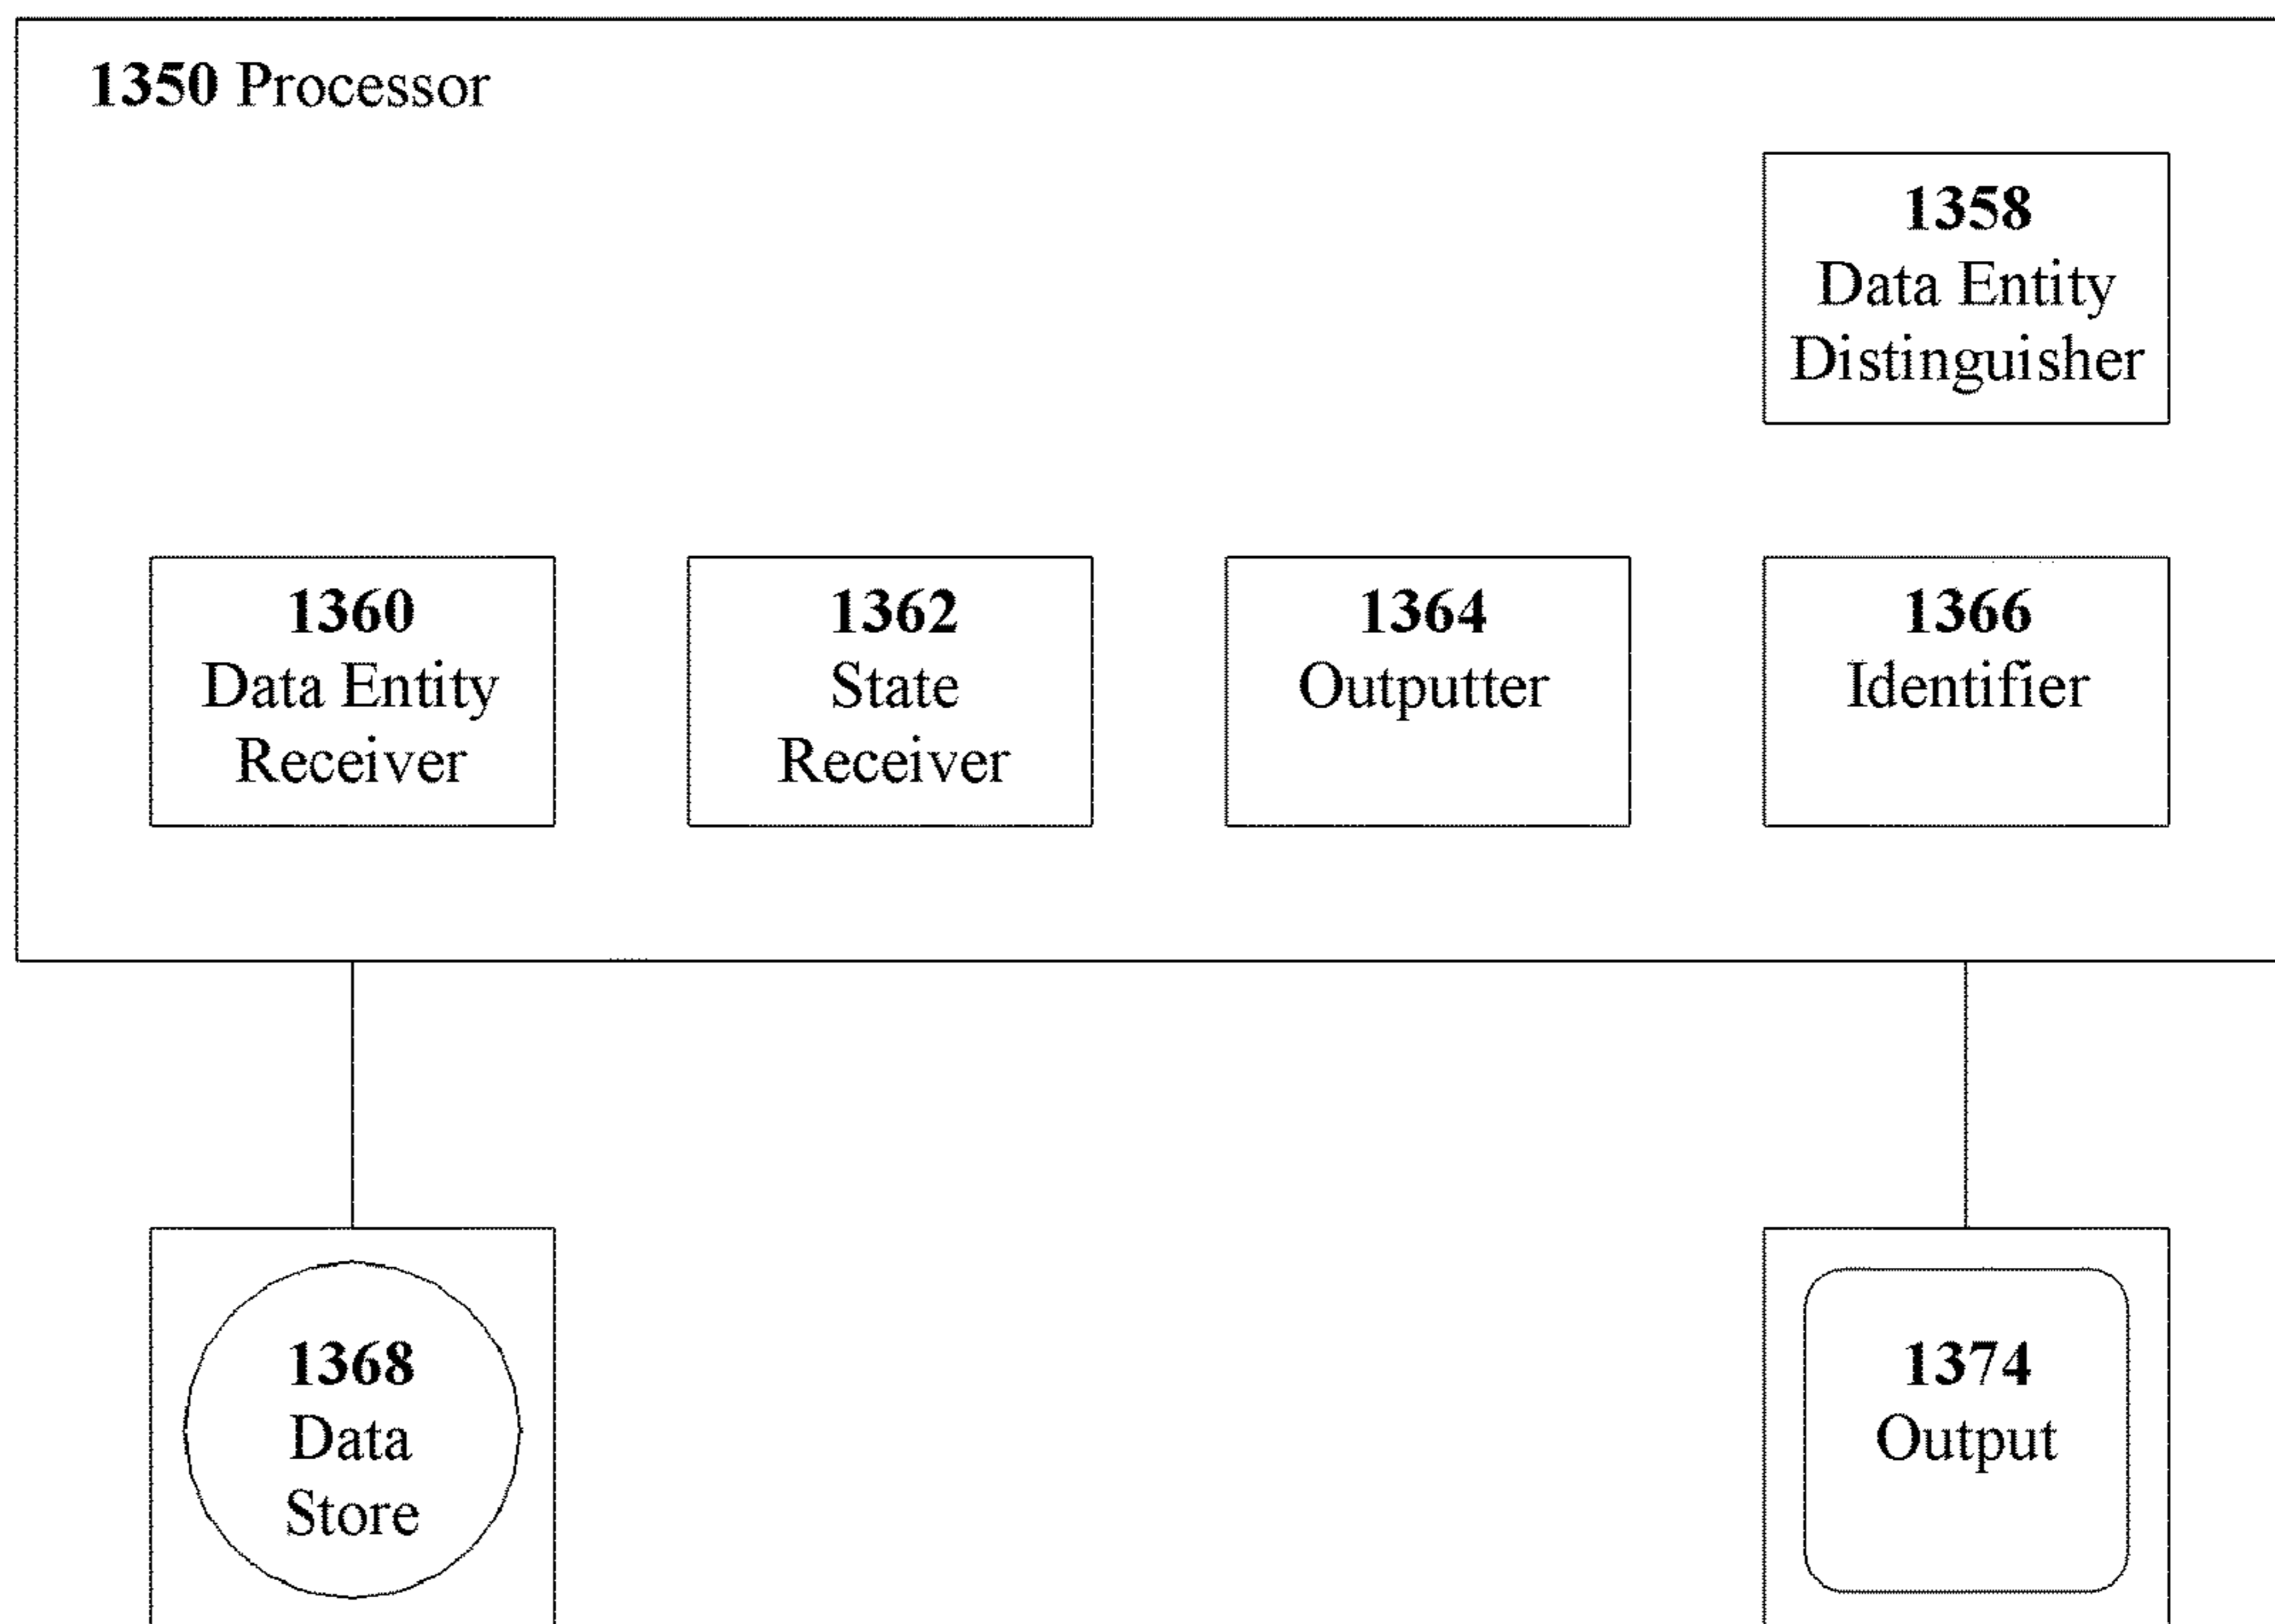 1350 Processor
1358
Data Entity
Distinguisher
1360
Data Entity
Receiver
1362
State
Receiver
1364
Outputter
1366
Identifier
1368
Data
Store
1374
Output